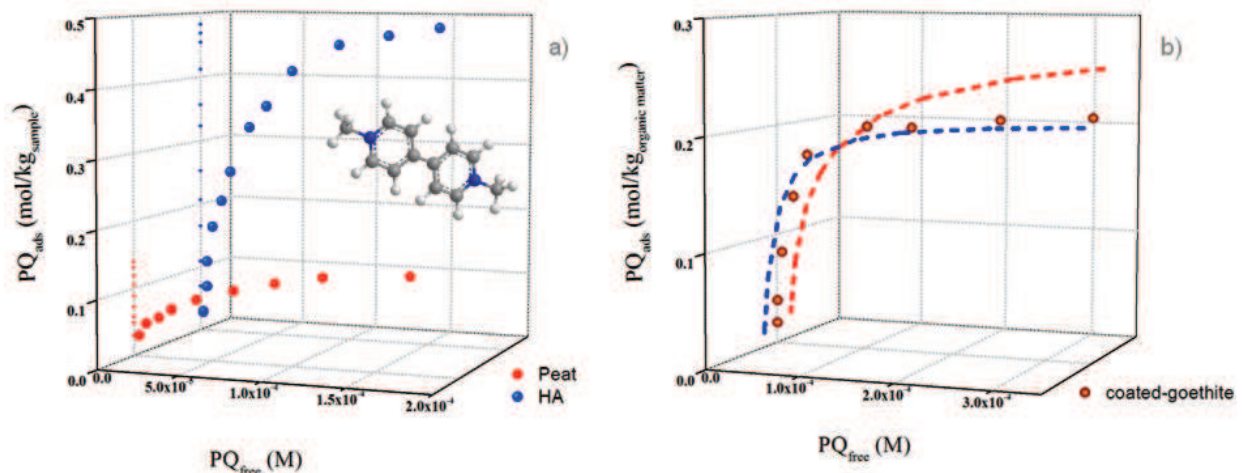 a)
0.5
0.4
0.3
0.2
0.1
0.0
PQads (mol/kgsample)
0.0
5.0x10⁻⁵
1.0x10⁻⁴
1.5x10⁻⁴
2.0x10⁻⁴
PQfree (M)
Peat
HA
b)
0.3
0.2
0.1
0.0
PQads (mol/kgorganic matter)
0.0
1.0x10⁻⁴
2.0x10⁻⁴
3.0x10⁻⁴
PQfree (M)
coated-goethite